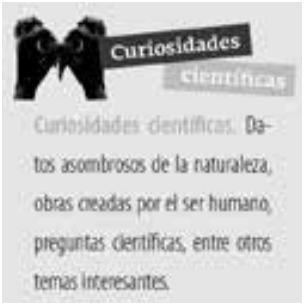 Curiosidades
científicas
Curiosidades científicas. Da-
tos asombrosos de la naturaleza,
obras creadas por el ser humano,
preguntas científicas, entre otros
temas interesantes.